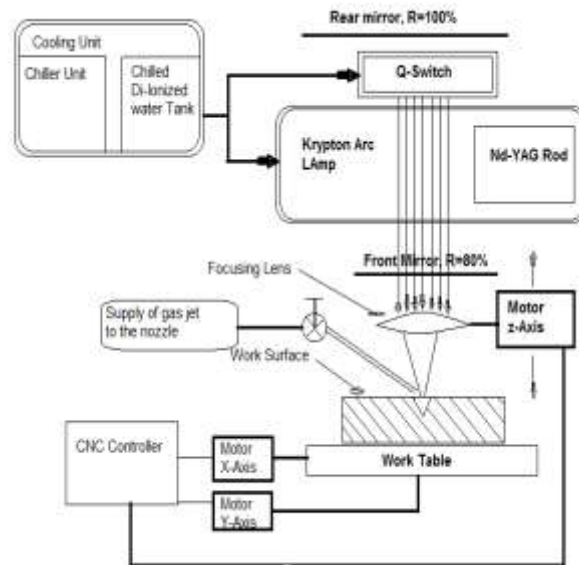 Rear mirror, R=100%
Cooling Unit
Chiller Unit
Chilled
Di-Ionized
water Tank
Q-Switch
Krypton Arc
LAmp
Nd-YAG Rod
Front Mirror, R=80%
Focusing Lens
Supply of gas jet
to the nozzle
Motor
z-Axis
Work Surface
CNC Controller
Motor
X-Axis
Work Table
Motor
Y-Axis